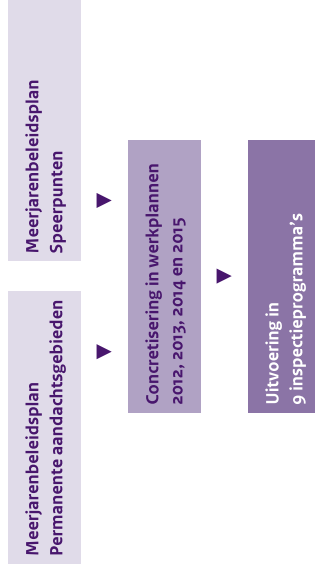 Meerjarenbeleidsplan
Permanente aandachtsgebieden
Meerjarenbeleidsplan
Speerpunten
Concretisering in werkplannen
2012, 2013, 2014 en 2015
Uitvoering in
9 inspectieprogramma's